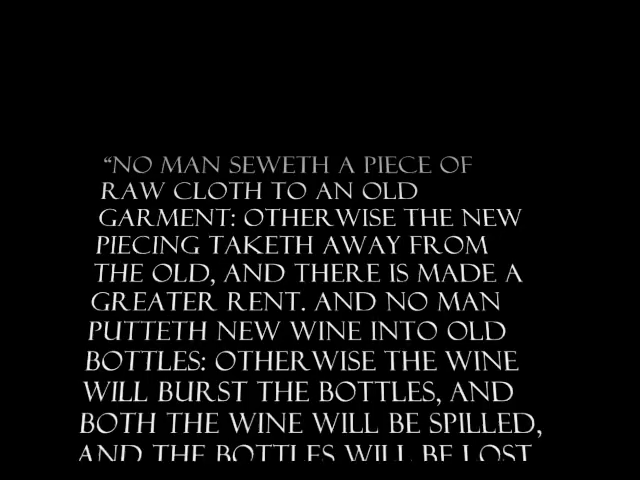 “NO MAN SEWETH A PIECE OF
RAW CLOTH TO AN OLD
GARMENT: OTHERWISE THE NEW
PIECING TAKETH AWAY FROM
THE OLD, AND THERE IS MADE A
GREATER RENT. AND NO MAN
PUTTETH NEW WINE INTO OLD
BOTTLES: OTHERWISE THE WINE
WILL BURST THE BOTTLES, AND
BOTH THE WINE WILL BE SPILLED,
AND THE BOTTLES WILL BE LOST